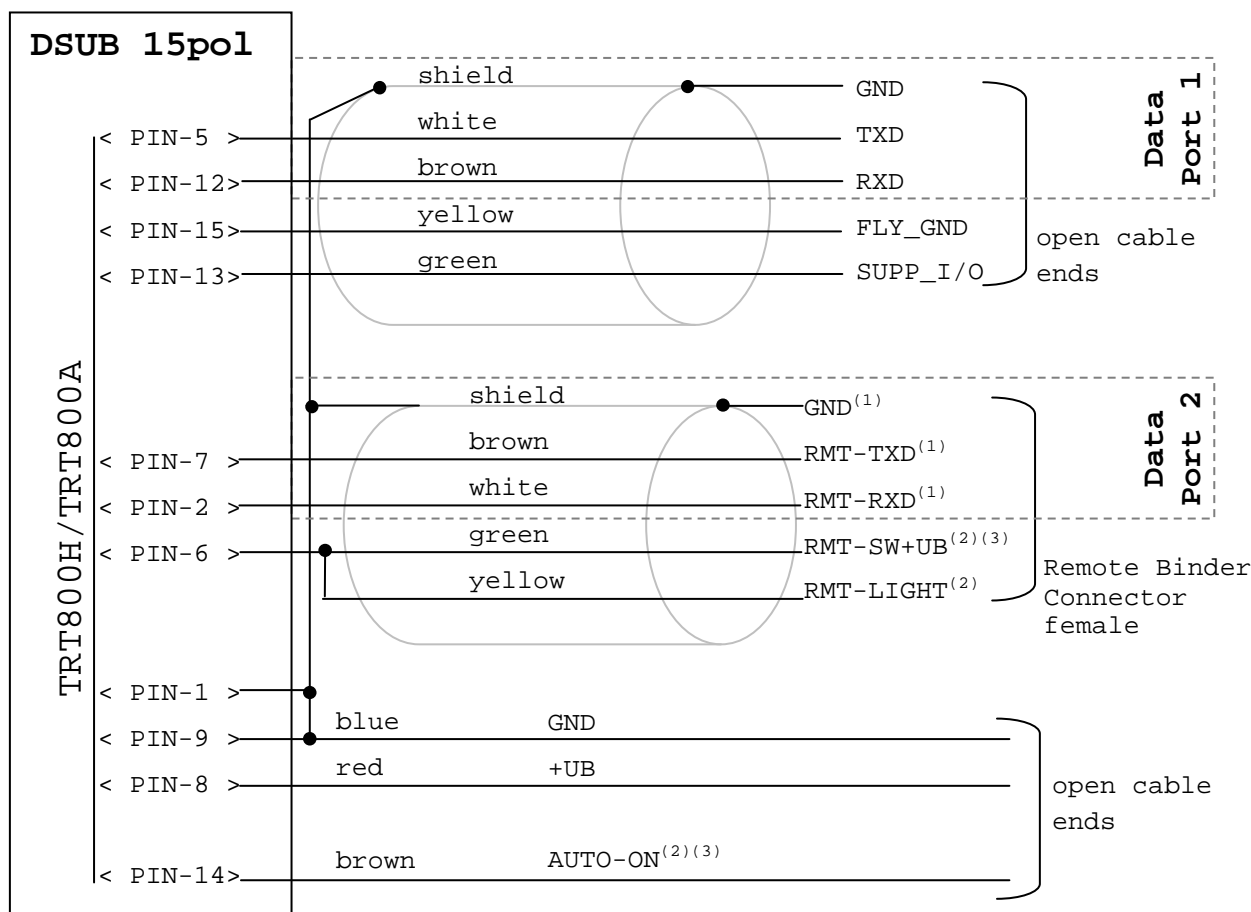 DSUB 15pol
shield GND
< PIN-5 > white TXD
< PIN-12> brown RXD
Data Port 1
< PIN-15> yellow FLY_GND
< PIN-13> green SUPP_I/O
open cable
ends
TRT800H/TRT800A
shield GND(1)
< PIN-7 > brown RMT-TXD(1)
< PIN-2 > white RMT-RXD(1)
Data Port 2
< PIN-6 > green RMT-SW+UB(2)(3)
yellow RMT-LIGHT(2)
Remote Binder
Connector
female
< PIN-1 >
< PIN-9 > blue GND
< PIN-8 > red +UB
open cable
ends
< PIN-14> brown AUTO-ON(2)(3)